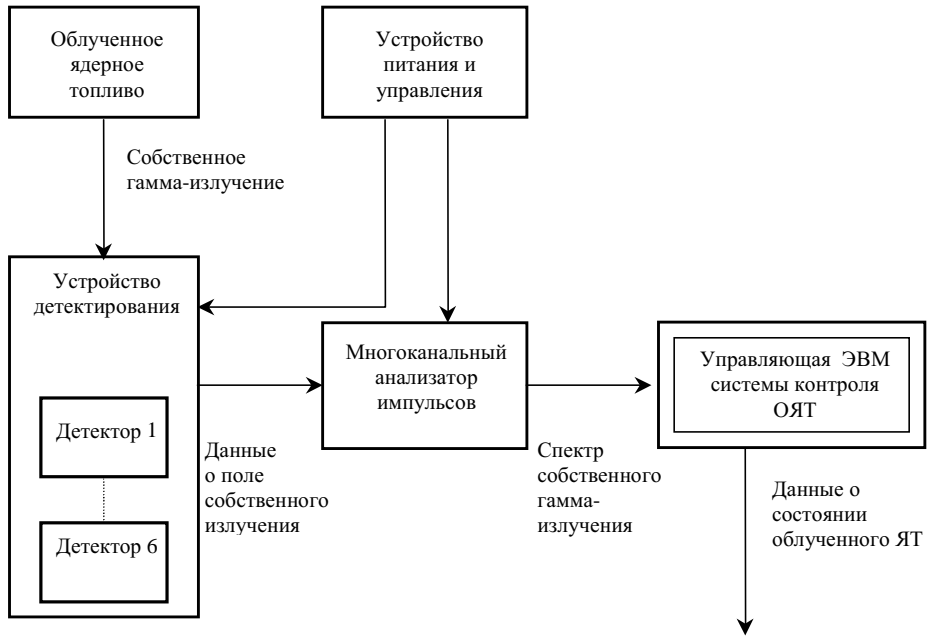 Облученное
ядерное
топливо
Устройство
питания и
управления
Собственное
гамма-излучение
Устройство
детектирования
Детектор 1
Детектор 6
Данные
о поле
собственного
излучения
Многоканальный
анализатор
импульсов
Спектр
собственного
гамма-
излучения
Управляющая ЭВМ
системы контроля
ОЯТ
Данные о
состоянии
облученного ЯТ